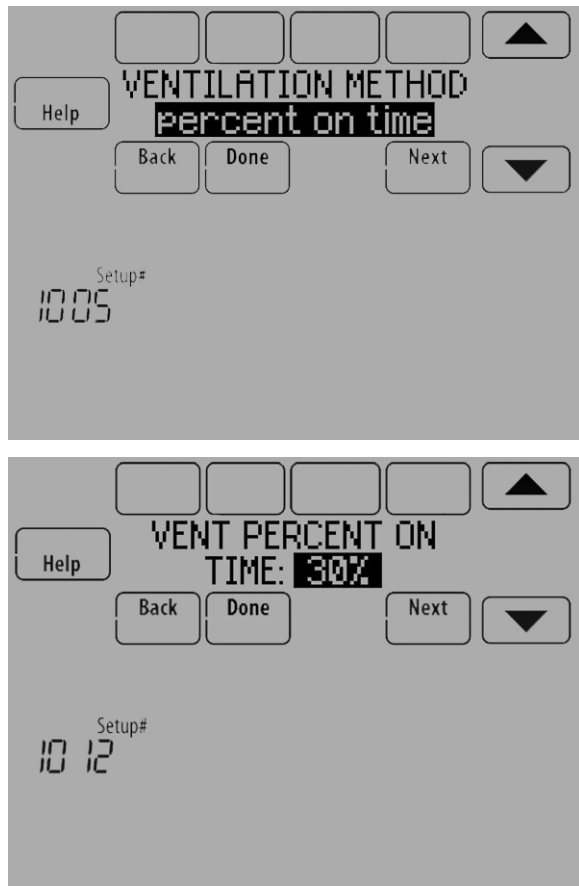 VENTILATION METHOD
Help
percent on time
Back Done Next
Setup#
1005
VENT PERCENT ON
Help
TIME: 30%
Back Done Next
Setup#
1012